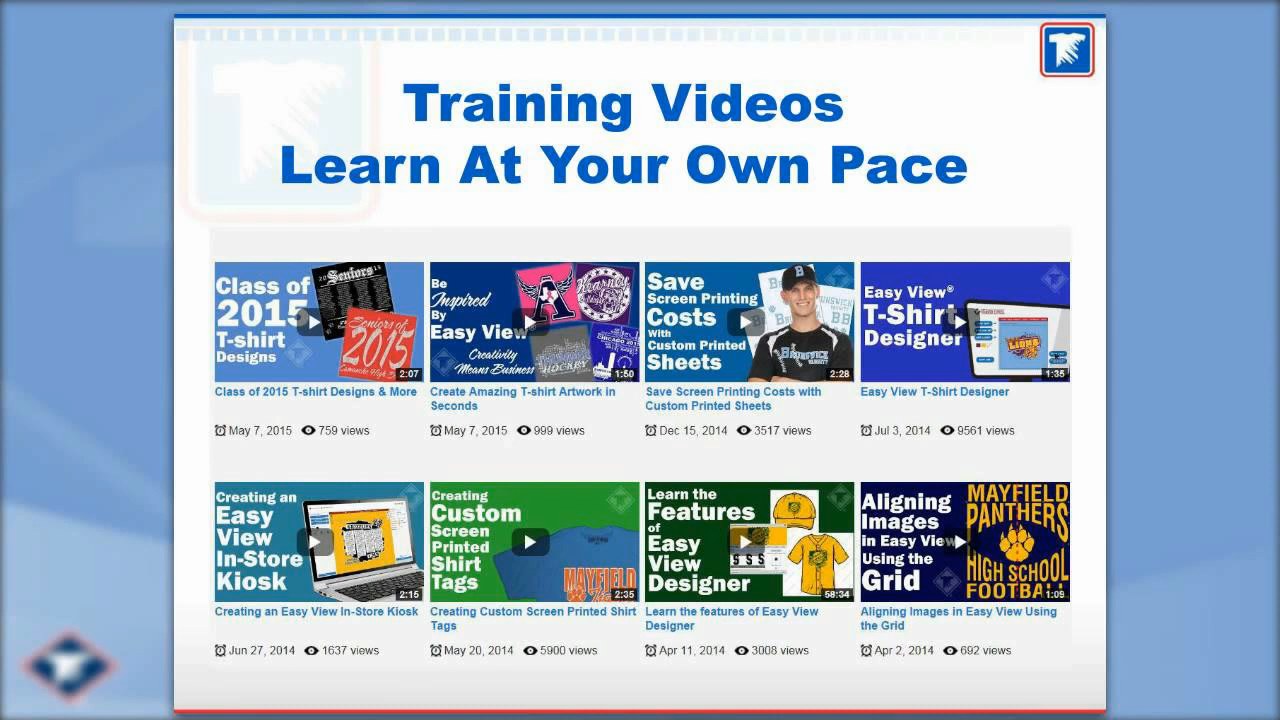 Training Videos
Learn At Your Own Pace
Class of
2015
T-shirt
Designs
Seniors
Seniors of
2015
2:07
Class of 2015 T-shirt Designs & More
May 7, 2015 759 views
Be
Inspired
By
Easy View®
Creativity
Means Business
A
Kearney
HOCKEY
1:50
Create Amazing T-shirt Artwork in
Seconds
May 7, 2015 999 views
Save
Screen Printing
Costs
With
Custom Printed
Sheets
B
2:28
Save Screen Printing Costs with
Custom Printed Sheets
Dec 15, 2014 3517 views
Easy View®
T-Shirt
Designer
LIONS
1:35
Easy View T-Shirt Designer
Jul 3, 2014 9561 views
Creating an
Easy
View
In-Store
Kiosk
2:15
Creating an Easy View In-Store Kiosk
Jun 27, 2014 1637 views
Creating
Custom
Screen
Printed
Shirt
Tags
MAYFIELD
2:35
Creating Custom Screen Printed Shirt
Tags
May 20, 2014 5900 views
Learn the
Features
of
Easy
View
Designer
SSS
58:34
Learn the features of Easy View
Designer
Apr 11, 2014 3008 views
Aligning
Images
in Easy View
Using the
Grid
MAYFIELD
PANTHERS
HIGH SCHOOL
FOOTBA
1:09
Aligning Images in Easy View Using
the Grid
Apr 2, 2014 692 views